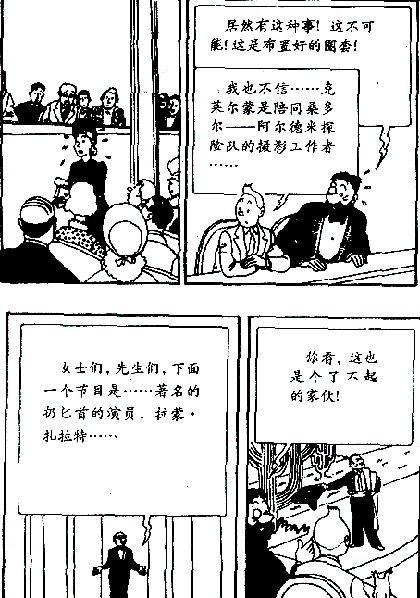 居然有这种事！这不可
能！这是布置好的圈套！
我也不信……克
莱尔蒙是陪同桑多
尔——阿尔德米探
险队的摄影工作者
……
女士们，先生们，下面
一个节目是……著名的
扔匕首的演员，拉蒙·
扎拉特……
你看，这也
是个了不起
的家伙！